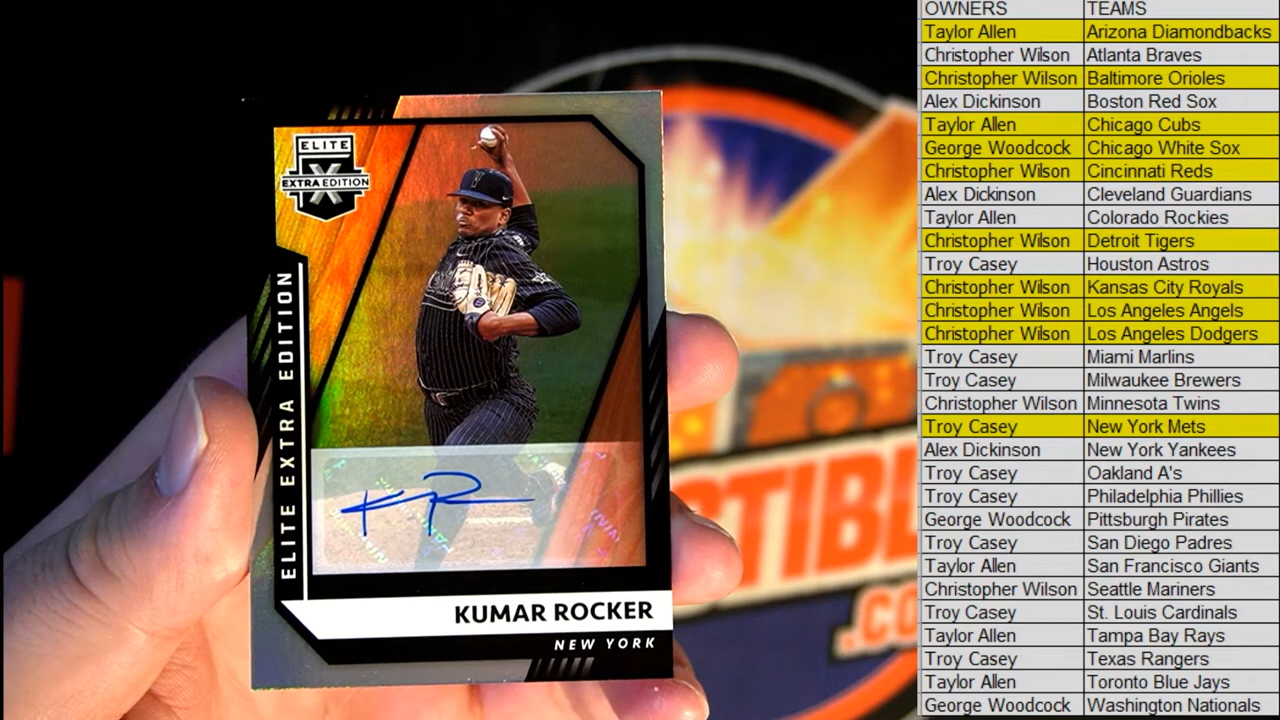 ELITE
X
EXTRA EDITION
ELITE EXTRA EDITION
KUMAR ROCKER
NEW YORK
CTIBL
.CO
OWNERS TEAMS
Taylor Allen Arizona Diamondbacks
Christopher Wilson Atlanta Braves
Christopher Wilson Baltimore Orioles
Alex Dickinson Boston Red Sox
Taylor Allen Chicago Cubs
George Woodcock Chicago White Sox
Christopher Wilson Cincinnati Reds
Alex Dickinson Cleveland Guardians
Taylor Allen Colorado Rockies
Christopher Wilson Detroit Tigers
Troy Casey Houston Astros
Christopher Wilson Kansas City Royals
Christopher Wilson Los Angeles Angels
Christopher Wilson Los Angeles Dodgers
Troy Casey Miami Marlins
Troy Casey Milwaukee Brewers
Christopher Wilson Minnesota Twins
Troy Casey New York Mets
Alex Dickinson New York Yankees
Troy Casey Oakland A's
Troy Casey Philadelphia Phillies
George Woodcock Pittsburgh Pirates
Troy Casey San Diego Padres
Taylor Allen San Francisco Giants
Christopher Wilson Seattle Mariners
Troy Casey St. Louis Cardinals
Taylor Allen Tampa Bay Rays
Troy Casey Texas Rangers
Taylor Allen Toronto Blue Jays
George Woodcock Washington Nationals